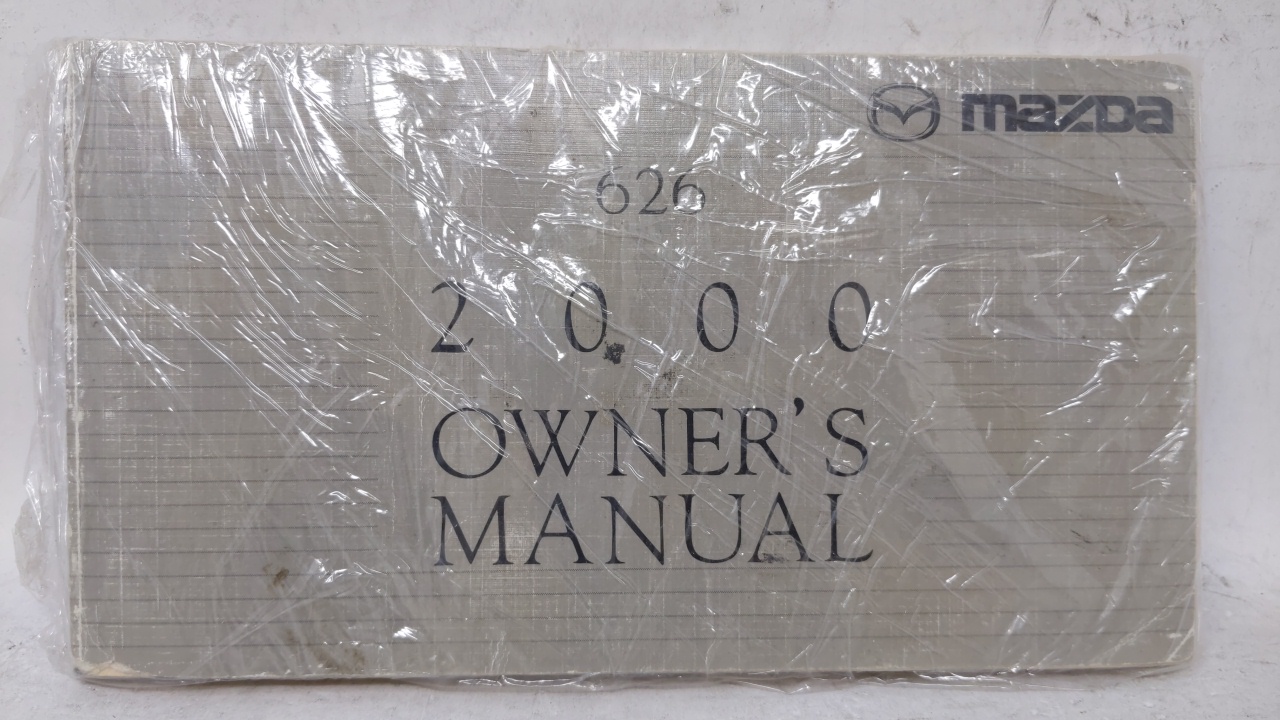 mazda
626
2000
OWNER'S
MANUAL